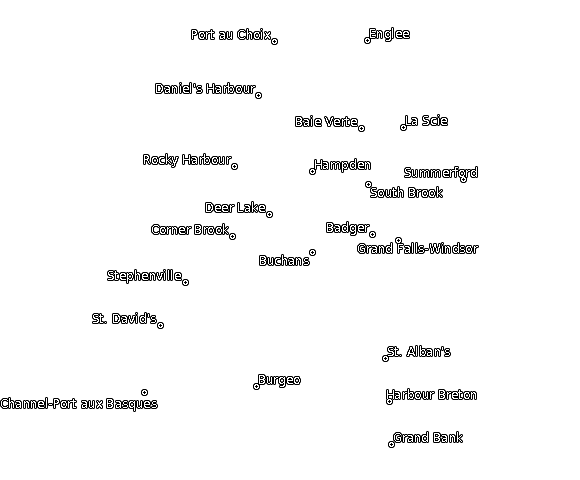 Port au Choix
Englee
Daniel's Harbour
Baie Verte
La Scie
Rocky Harbour
Hampden
Summerford
South Brook
Deer Lake
Corner Brook
Badger
Grand Falls-Windsor
Buchans
Stephenville
St. David's
St. Alban's
Burgeo
Harbour Breton
Channel-Port aux Basques
Grand Bank